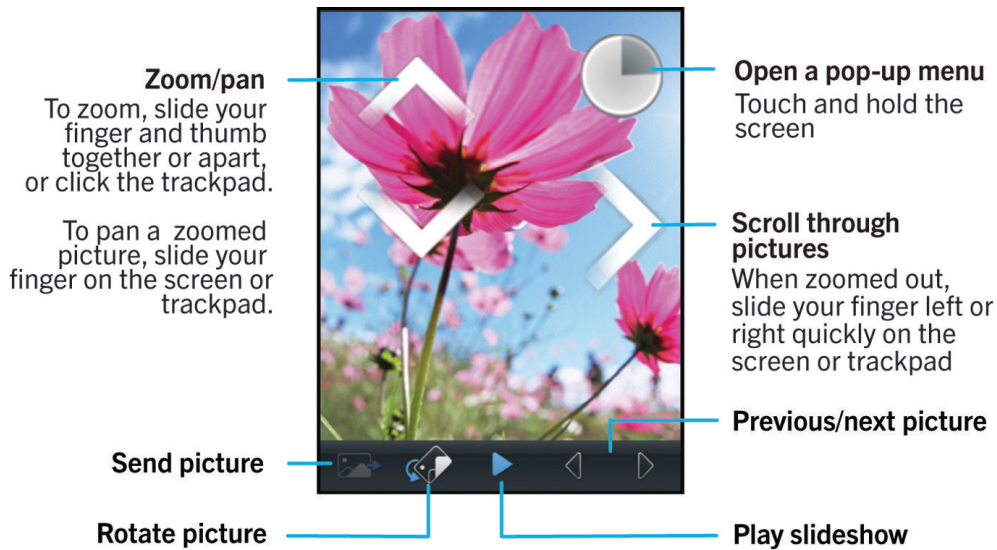 Zoom/pan
To zoom, slide your
finger and thumb
together or apart,
or click the trackpad.
To pan a zoomed
picture, slide your
finger on the screen or
trackpad.
Send picture
Rotate picture
Open a pop-up menu
Touch and hold the
screen
Scroll through
pictures
When zoomed out,
slide your finger left or
right quickly on the
screen or trackpad
Previous/next picture
Play slideshow